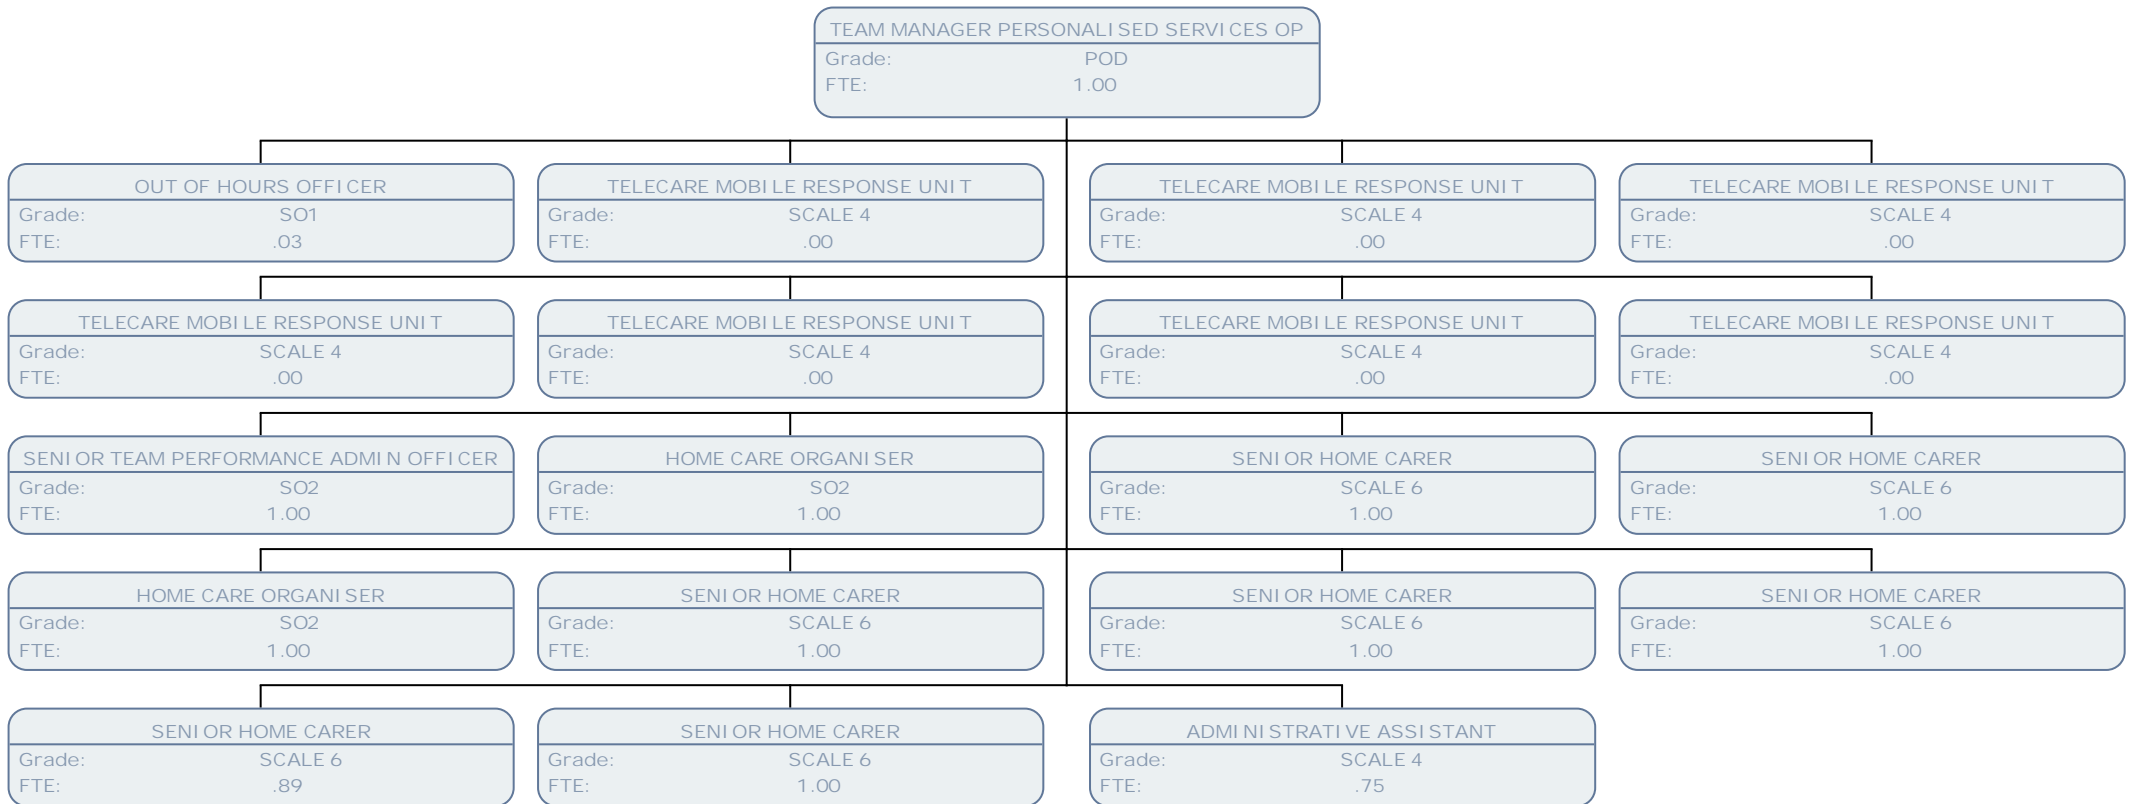 TEAM MANAGER PERSONALISED SERVICES OP
Grade: POD
FTE: 1.00
OUT OF HOURS OFFICER
Grade: SO1
FTE: .03
TELECARE MOBILE RESPONSE UNIT
Grade: SCALE 4
FTE: .00
TELECARE MOBILE RESPONSE UNIT
Grade: SCALE 4
FTE: .00
TELECARE MOBILE RESPONSE UNIT
Grade: SCALE 4
FTE: .00
TELECARE MOBILE RESPONSE UNIT
Grade: SCALE 4
FTE: .00
TELECARE MOBILE RESPONSE UNIT
Grade: SCALE 4
FTE: .00
TELECARE MOBILE RESPONSE UNIT
Grade: SCALE 4
FTE: .00
TELECARE MOBILE RESPONSE UNIT
Grade: SCALE 4
FTE: .00
SENIOR TEAM PERFORMANCE ADMIN OFFICER
Grade: SO2
FTE: 1.00
HOME CARE ORGANISER
Grade: SO2
FTE: 1.00
SENIOR HOME CARER
Grade: SCALE 6
FTE: 1.00
SENIOR HOME CARER
Grade: SCALE 6
FTE: 1.00
HOME CARE ORGANISER
Grade: SO2
FTE: 1.00
SENIOR HOME CARER
Grade: SCALE 6
FTE: 1.00
SENIOR HOME CARER
Grade: SCALE 6
FTE: 1.00
SENIOR HOME CARER
Grade: SCALE 6
FTE: 1.00
SENIOR HOME CARER
Grade: SCALE 6
FTE: .89
SENIOR HOME CARER
Grade: SCALE 6
FTE: 1.00
ADMINISTRATIVE ASSISTANT
Grade: SCALE 4
FTE: .75